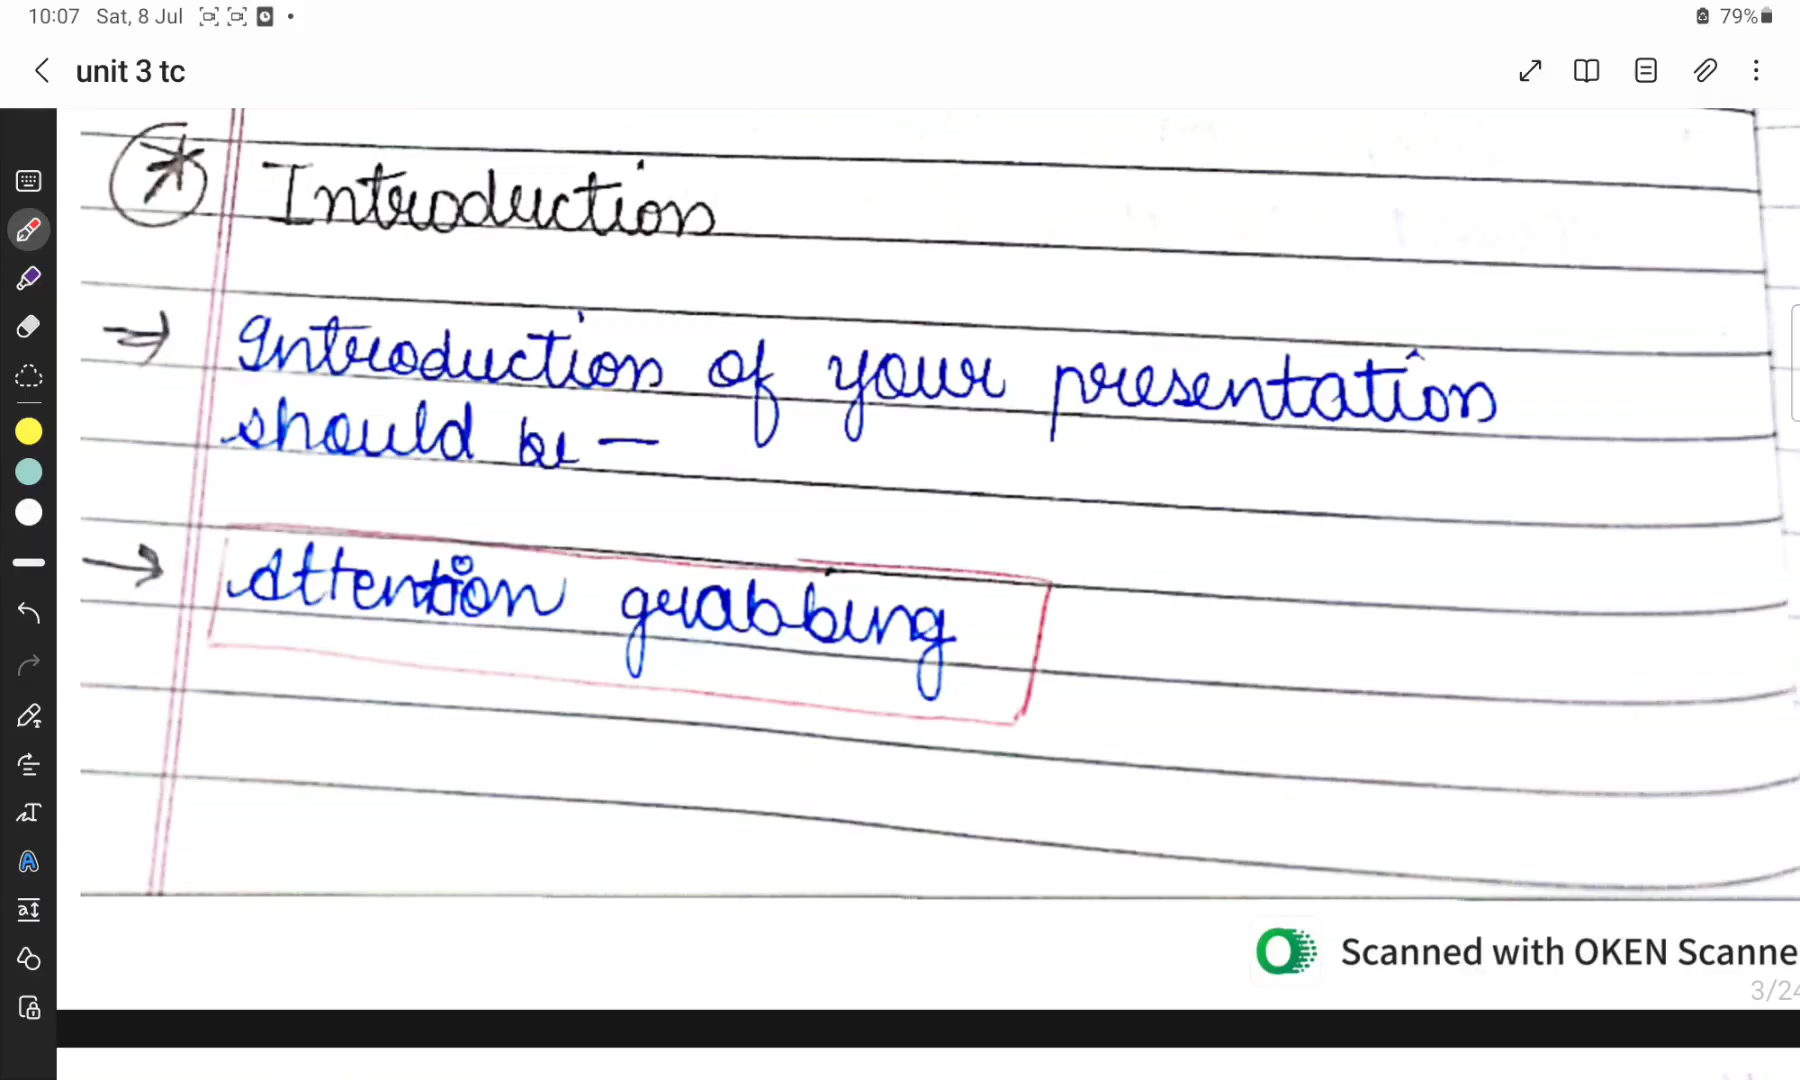 10:07 Sat, 8 Jul
79%
unit 3 tc
Introduction
⇒ Introduction of your presentation
should be —
→ Attention grabbing
Scanned with OKEN Scanne
3/24